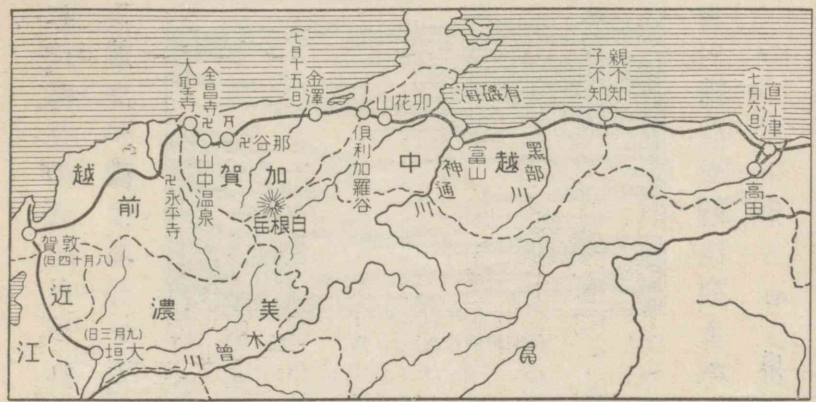 直江津
(七月六日)
高田
親不知
子不知
黒部川
越中
有磯海
富山
神通川
卯花山
倶利加羅谷
金澤
(七月十五日)
加賀
白根岳
那谷卍
全昌寺卍
山中温泉
大聖寺
卍永平寺
越前
敦賀
(八月十四日)
美濃
木曾川
大垣
(九月三日)
近江